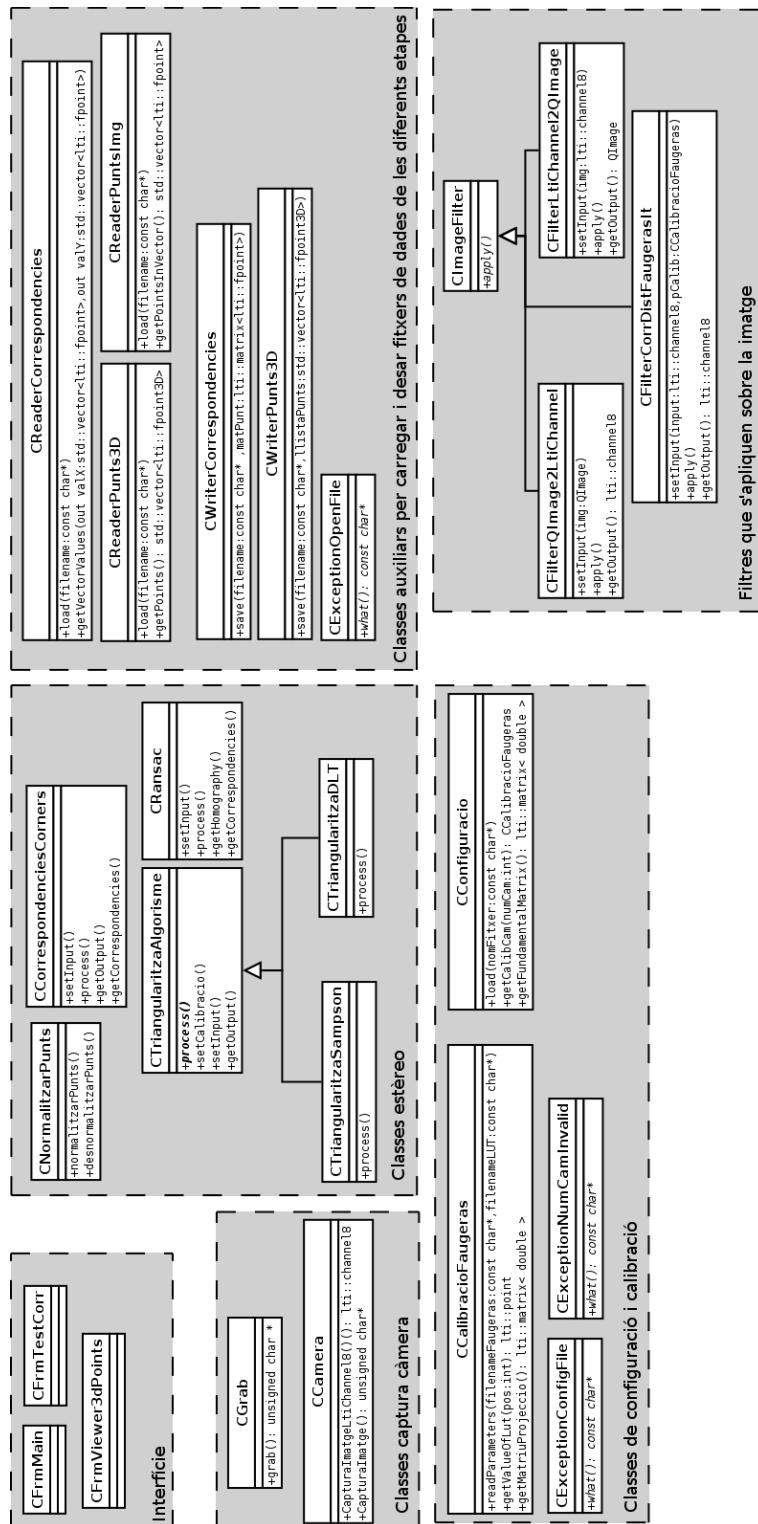 CFrmMain
CFrmTestCorr
CFrmViewer3dPoints
Interfície
CNormalitzarPunts
+normalitzarPunts()
+desnormalitzarPunts()
CCorrespondenciesCorners
+setInput()
+process()
+getOutput()
+getCorrespondencies()
CTriangularitzaAlgorisme
+process()
+setCalibracio()
+setInput()
+getOutput()
CRansac
+setInput()
+process()
+getHomography()
+getCorrespondencies()
CTriangularitzaSampson
+process()
CTriangularitzaDLT
+process()
Classes estèreo
CReaderCorrespondencies
+load(filename:const char*)
+getVectorValues(out valX:std::vector<lti::fpoint>,out valY:std::vector<lti::fpoint>)
CReaderPunts3D
+load(filename:const char*)
+getPoints(): std::vector<lti::fpoint3D>
CReaderPuntsImg
+load(filename:const char*)
+getPointsInVector(): std::vector<lti::fpoint>
CWriterCorrespondencies
+save(filename:const char* ,matPunt:lti::matrix<lti::fpoint>)
CWriterPunts3D
+save(filename:const char*,llistaPunts:std::vector<lti::fpoint3D>)
CExceptionOpenFile
+what(): const char*
Classes auxiliars per carregar i desar fitxers de dades de les diferents etapes
CGrab
+grab(): unsigned char *
CCamera
+CapturaImatgeLtiChannel8()(): lti::channel8
+CapturaImatge(): unsigned char*
Classes captura càmera
CCalibracioFaugeras
+readParameters(filenameFaugeras:const char*,filenameLUT:const char*)
+getValueOfLut(pos:int): lti::point
+getMatriuProjeccio(): lti::matrix< double >
CConfiguracio
+load(nomFitxer:const char*)
+getCalibCam(numCam:int): CCalibracioFaugeras
+getFundamentalMatrix(): lti::matrix< double >
CExceptionConfigFile
+what(): const char*
CExceptionNumCamInvalid
+what(): const char*
Classes de configuració i calibració
CImageFilter
+apply()
CFilterQImage2LtiChannel
+setInput(img:QImage)
+apply()
+getOutput(): lti::channel8
CFilterLtiChannel2QImage
+setInput(img:lti::channel8)
+apply()
+getOutput(): QImage
CFilterCorrDistFaugerasIt
+setInput(input:lti::channel8,pCalib:CCalibracioFaugeras)
+apply()
+getOutput(): lti::channel8
Filtres que s'apliquen sobre la imatge